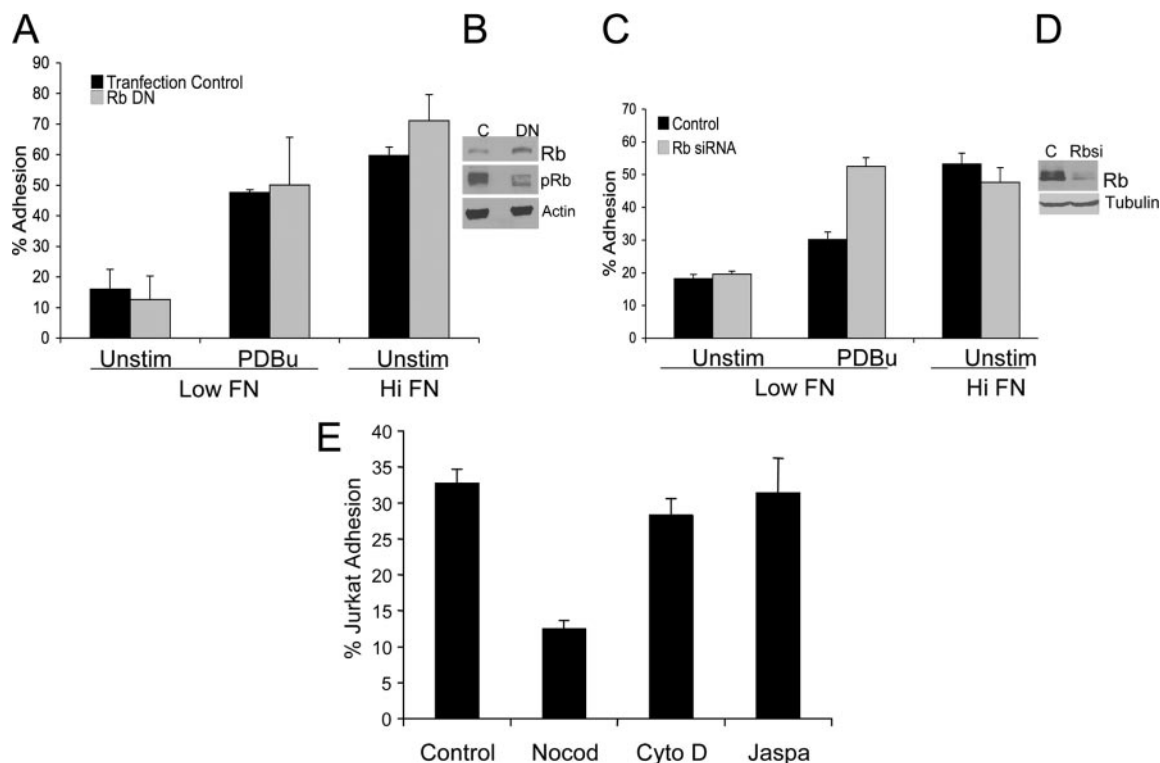 A
% Adhesion
90
80
70
60
50
40
30
20
10
0
Tranfection Control
Rb DN
Unstim
PDBu
Unstim
Low FN
Hi FN
B
C DN
Rb
pRb
Actin
C
% Adhesion
70
60
50
40
30
20
10
0
Control
Rb siRNA
Unstim
PDBu
Unstim
Low FN
Hi FN
D
C Rbsi
Rb
Tubulin
E
% Jurkat Adhesion
40
35
30
25
20
15
10
5
0
Control
Nocod
Cyto D
Jaspa